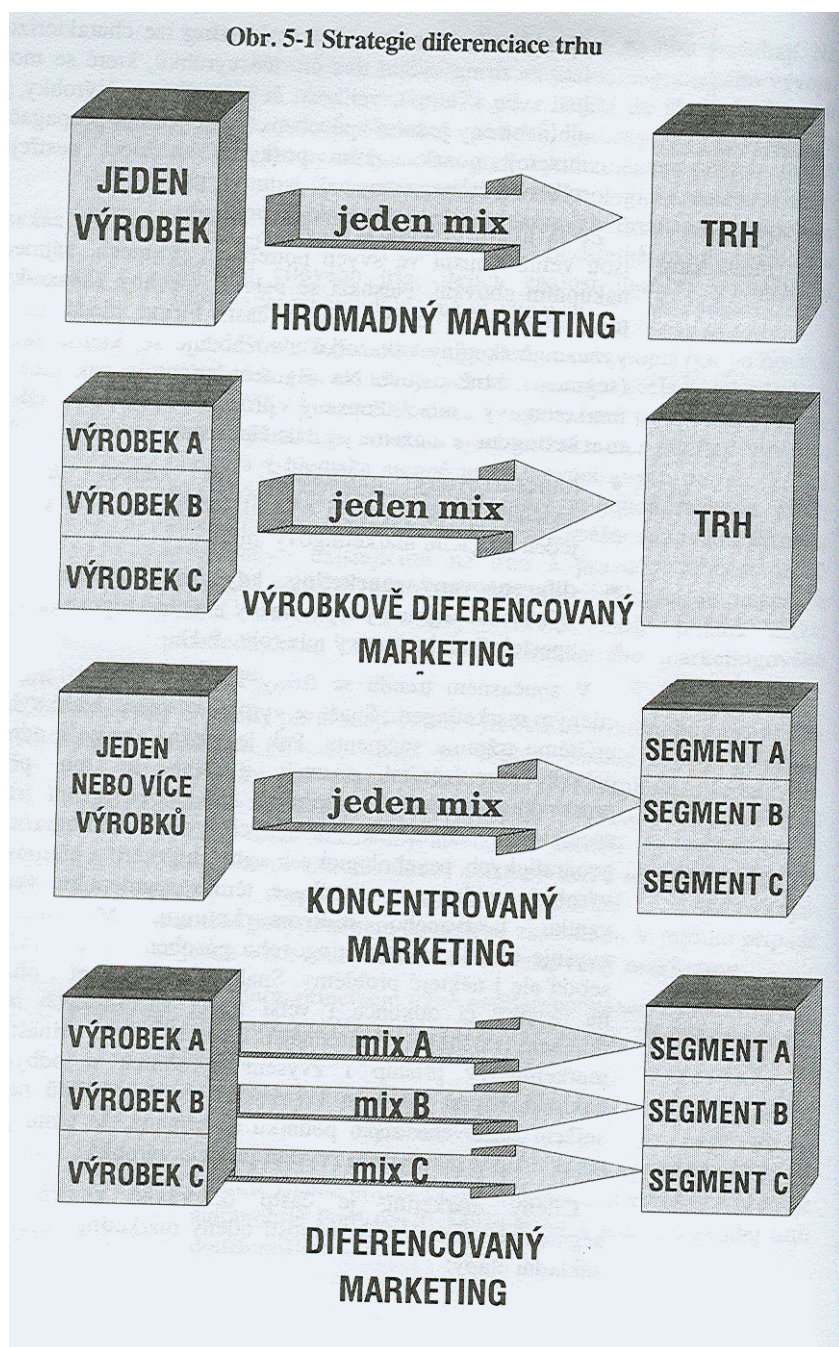 Obr. 5-1 Strategie diferenciace trhu
JEDEN
VÝROBEK
jeden mix
TRH
HROMADNÝ MARKETING
VÝROBEK A
VÝROBEK B
VÝROBEK C
jeden mix
TRH
VÝROBKOVĚ DIFERENCOVANÝ
MARKETING
JEDEN
NEBO VÍCE
VÝROBKŮ
jeden mix
SEGMENT A
SEGMENT B
SEGMENT C
KONCENTROVANÝ
MARKETING
VÝROBEK A
mix A
SEGMENT A
VÝROBEK B
mix B
SEGMENT B
VÝROBEK C
mix C
SEGMENT C
DIFERENCOVANÝ
MARKETING